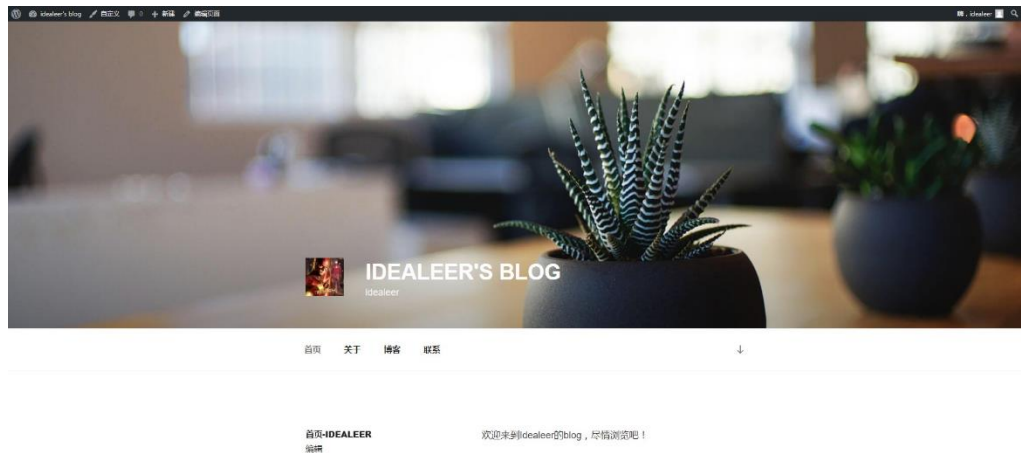 idealeer's blog 自定义 0 新建 编辑页面 , idealeer
IDEALEER'S BLOG
Idealeer
首页 关于 博客 联系
首页-IDEALEER
编辑
欢迎来到idealeer的blog，尽情浏览吧！